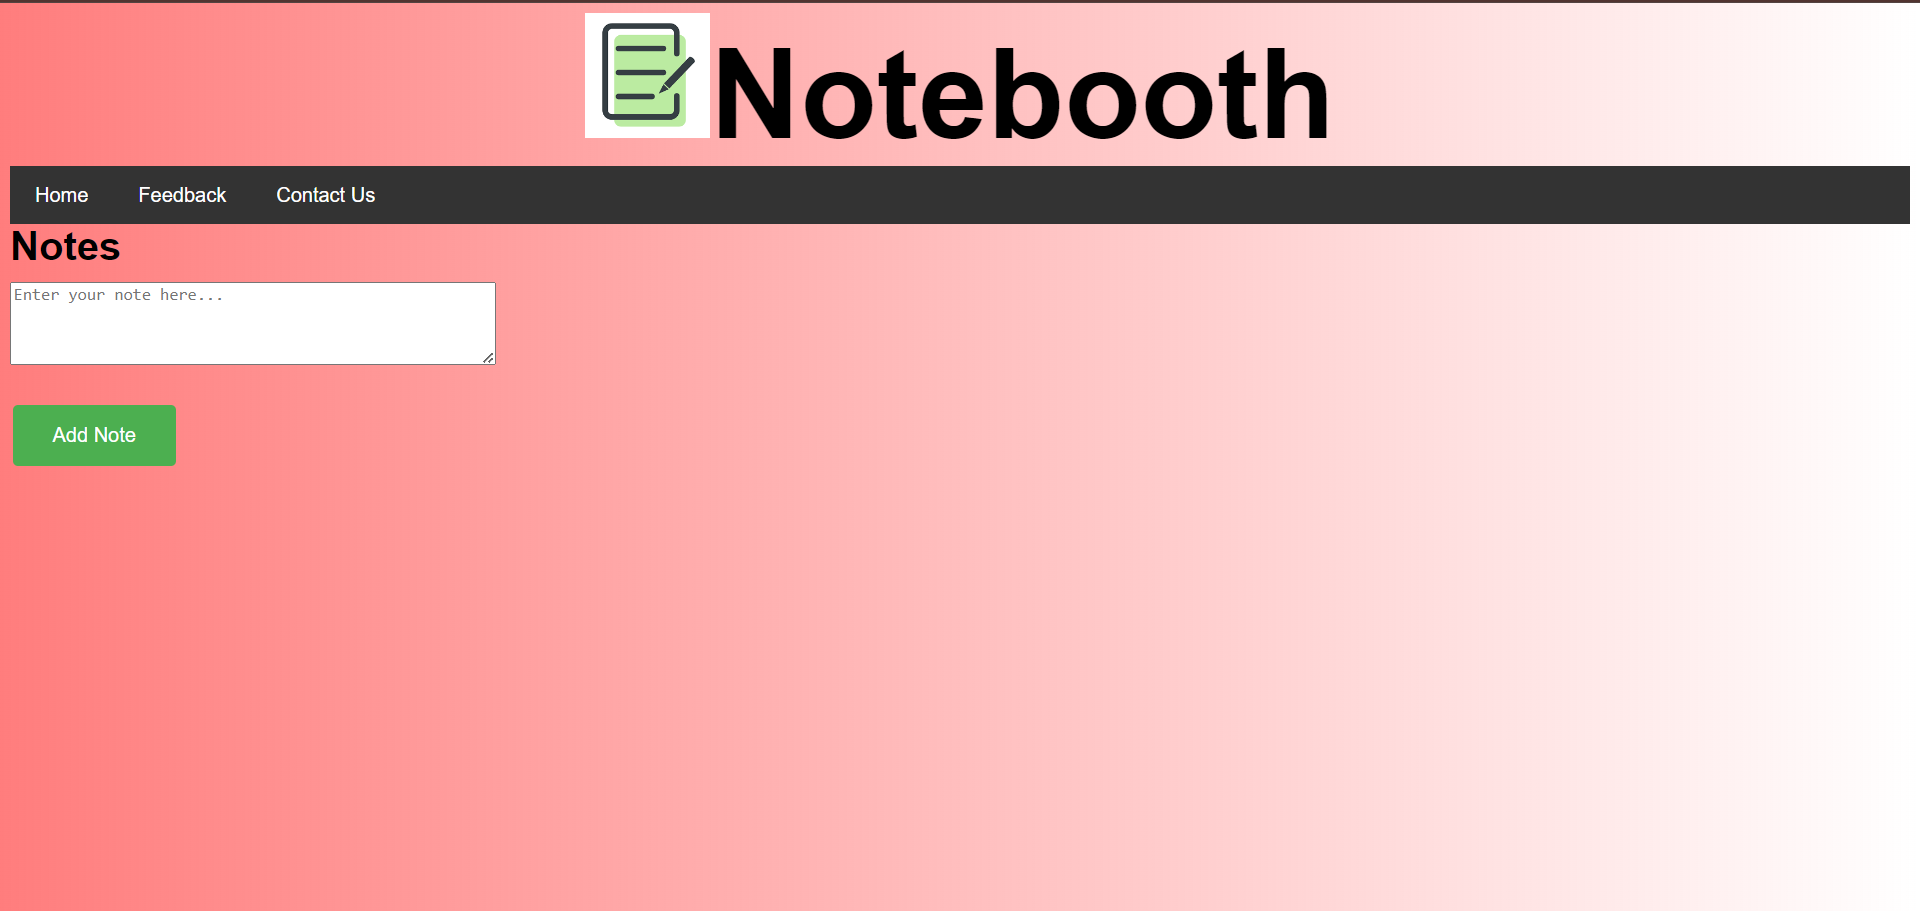 Notebooth
Home Feedback Contact Us
Notes
Enter your note here...
Add Note